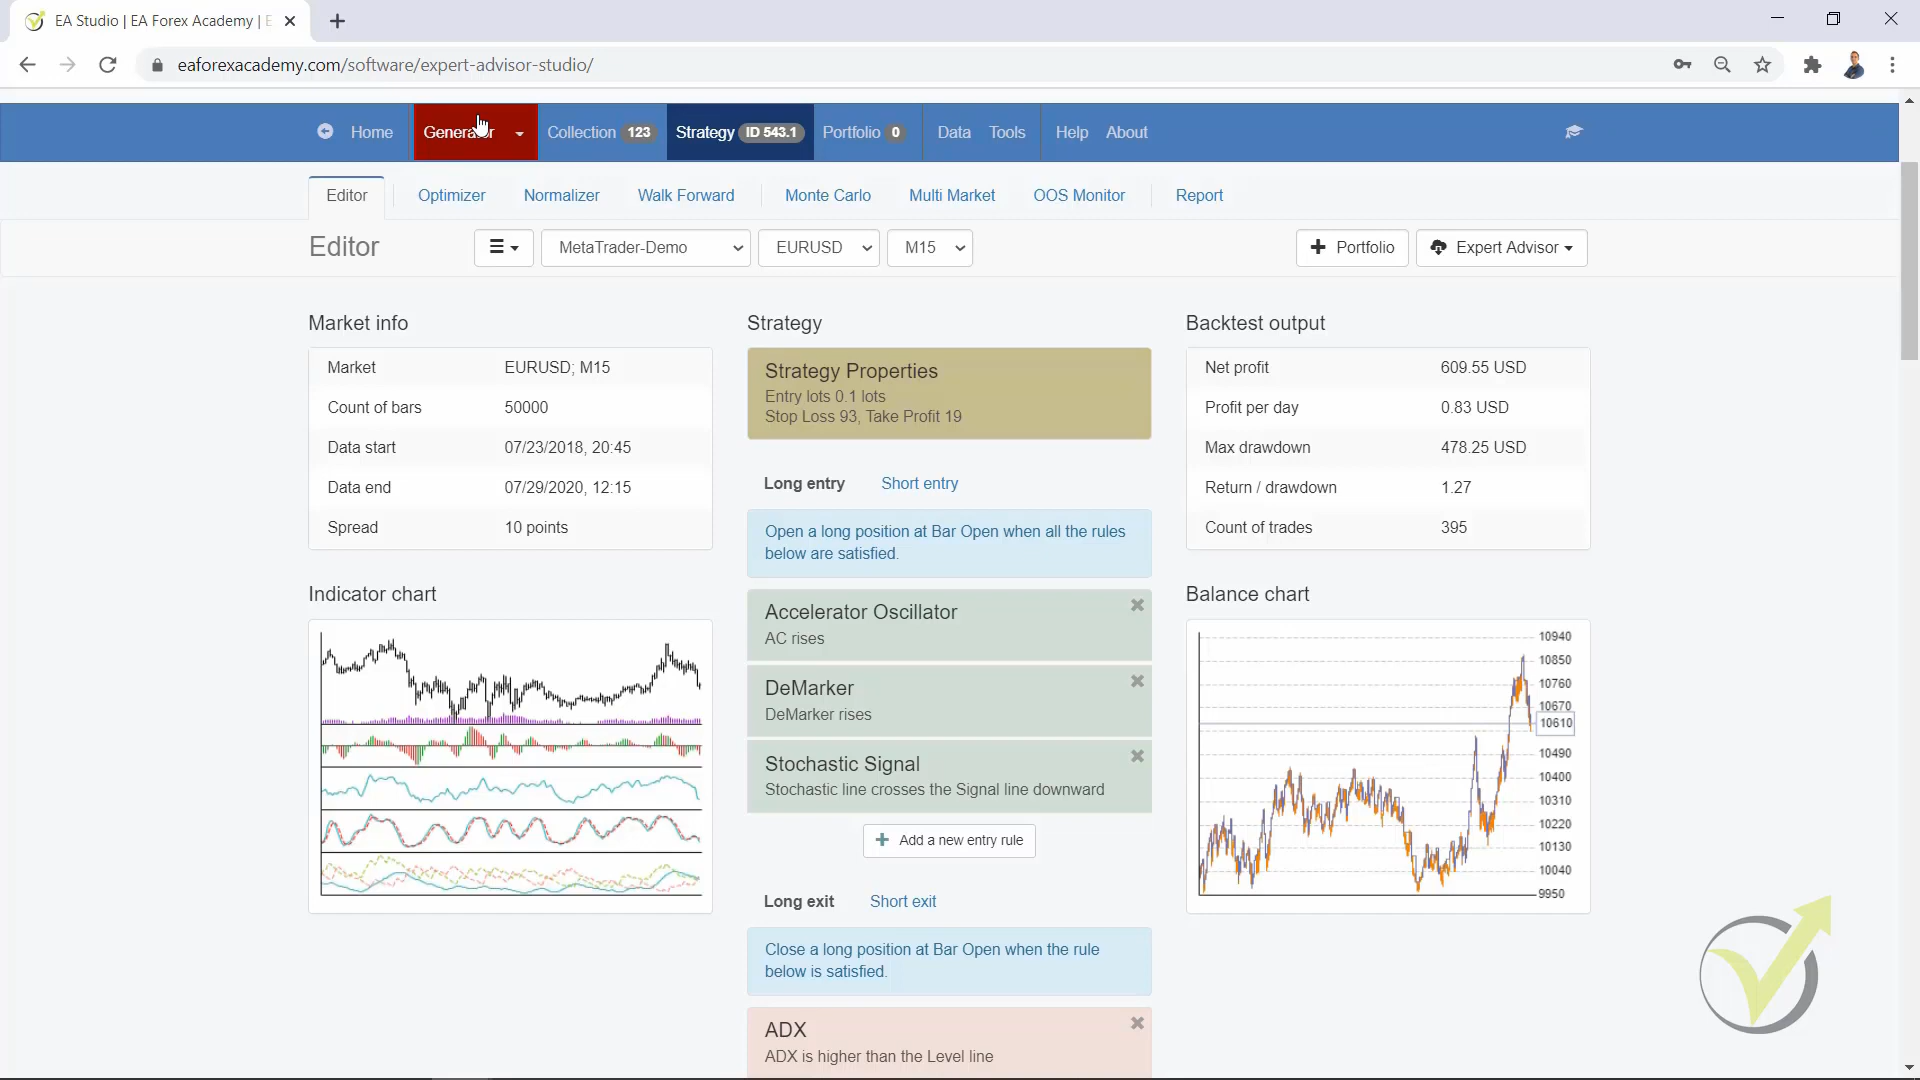 EA Studio | EA Forex Academy | E
eaforexacademy.com/software/expert-advisor-studio/
Home
Generator
Collection 123
Strategy ID 543.1
Portfolio 0
Data
Tools
Help
About
Editor
Optimizer
Normalizer
Walk Forward
Monte Carlo
Multi Market
OOS Monitor
Report
Editor
MetaTrader-Demo
EURUSD
M15
Portfolio
Expert Advisor
Market info
Market EURUSD; M15
Count of bars 50000
Data start 07/23/2018, 20:45
Data end 07/29/2020, 12:15
Spread 10 points
Indicator chart
Strategy
Strategy Properties
Entry lots 0.1 lots
Stop Loss 93, Take Profit 19
Long entry
Short entry
Open a long position at Bar Open when all the rules
below are satisfied.
Accelerator Oscillator
AC rises
DeMarker
DeMarker rises
Stochastic Signal
Stochastic line crosses the Signal line downward
Add a new entry rule
Long exit
Short exit
Close a long position at Bar Open when the rule
below is satisfied.
ADX
ADX is higher than the Level line
Backtest output
Net profit 609.55 USD
Profit per day 0.83 USD
Max drawdown 478.25 USD
Return / drawdown 1.27
Count of trades 395
Balance chart
10940
10850
10760
10670
10610
10490
10400
10310
10220
10130
10040
9950